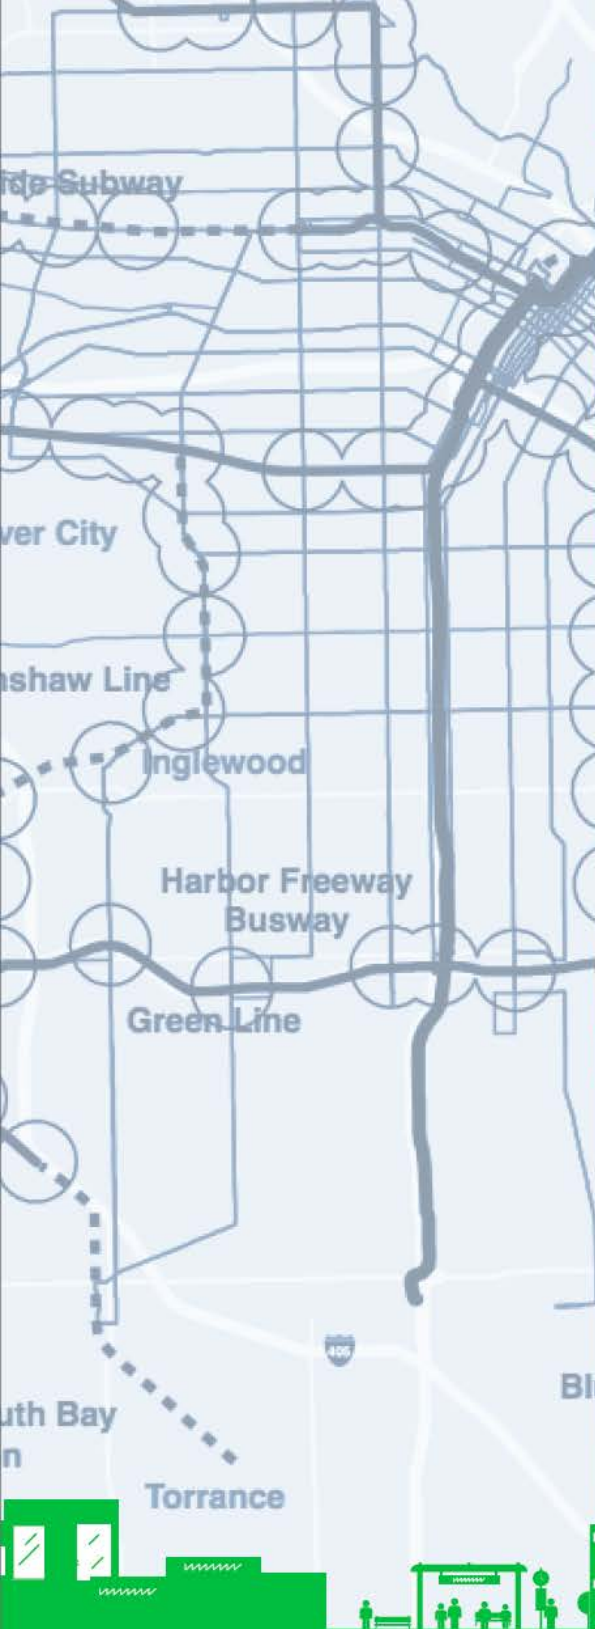 ide Subway
ver City
nshaw Line
Inglewood
Harbor Freeway
Busway
Green Line
405
uth Bay
n
Bl
Torrance